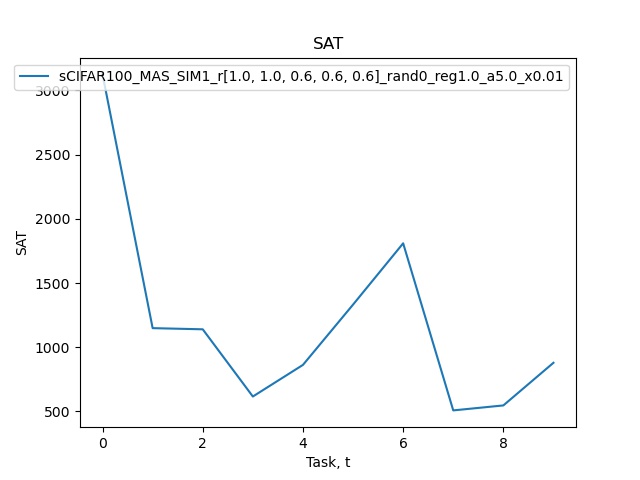 SAT
sCIFAR100_MAS_SIM1_r[1.0, 1.0, 0.6, 0.6, 0.6]_rand0_reg1.0_a5.0_x0.01
3000
2500
2000
1500
1000
500
SAT
0 2 4 6 8
Task, t